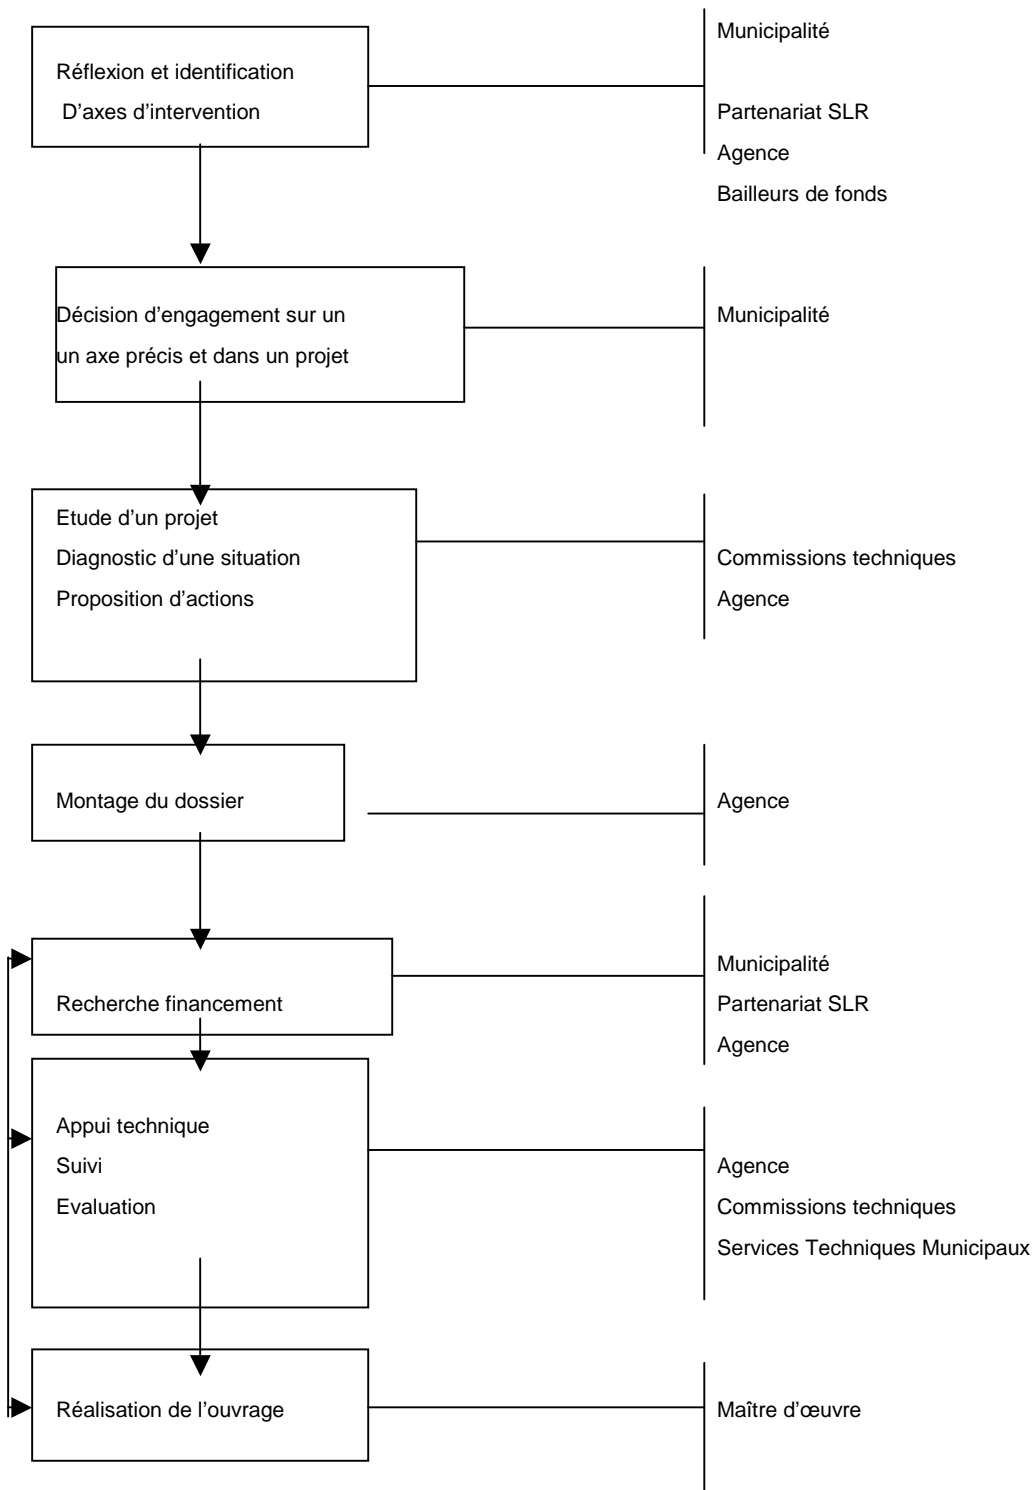 Réflexion et identification
D’axes d’intervention
Municipalité
Partenariat SLR
Agence
Bailleurs de fonds
Décision d’engagement sur un
un axe précis et dans un projet
Municipalité
Etude d’un projet
Diagnostic d’une situation
Proposition d’actions
Commissions techniques
Agence
Montage du dossier
Agence
Recherche financement
Municipalité
Partenariat SLR
Agence
Appui technique
Suivi
Evaluation
Agence
Commissions techniques
Services Techniques Municipaux
Réalisation de l’ouvrage
Maître d’œuvre